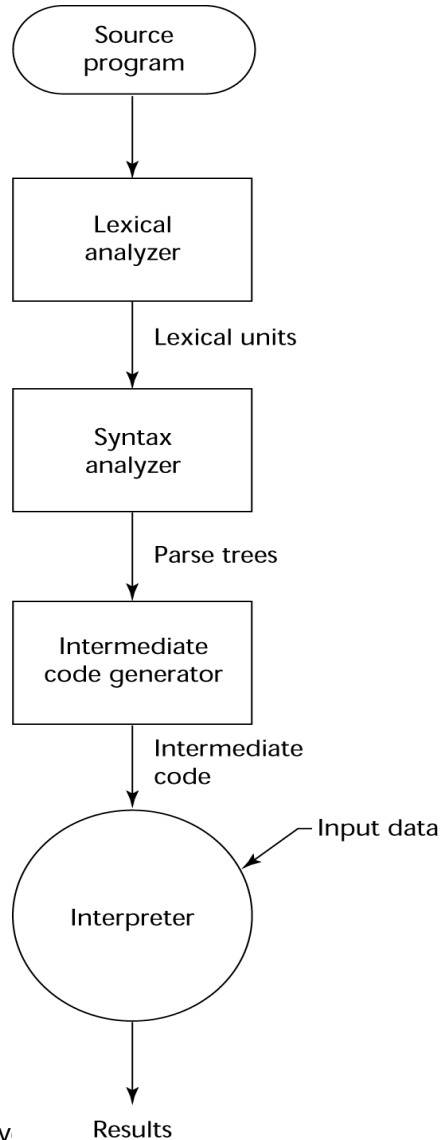 Source
program
Lexical
analyzer
Lexical units
Syntax
analyzer
Parse trees
Intermediate
code generator
Intermediate
code
Input data
Interpreter
Results